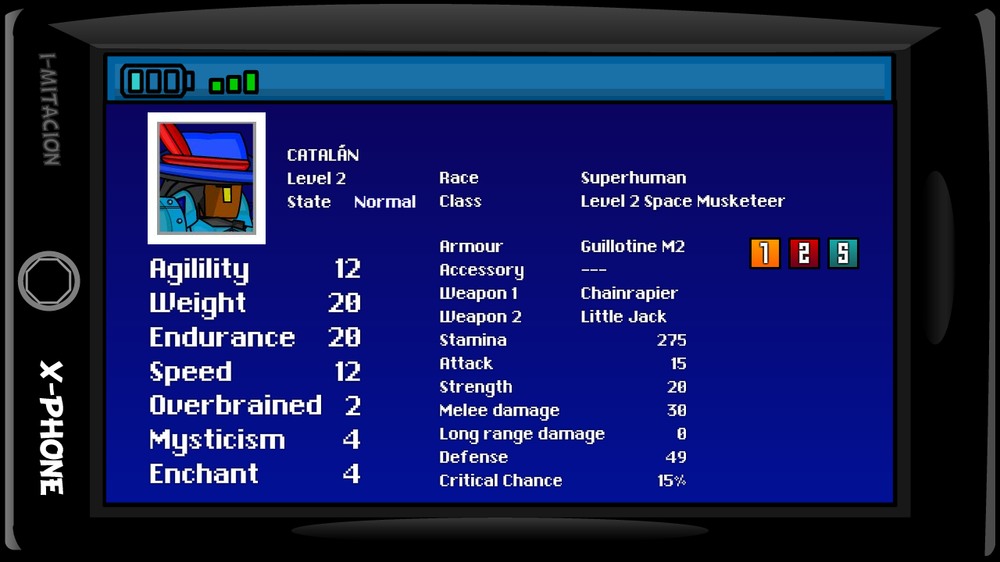 I-MITACION
X-PHONE
CATALÁN
Level 2
State Normal
Race Superhuman
Class Level 2 Space Musketeer
Armour Guillotine M2
Accessory ---
Weapon 1 Chainrapier
Weapon 2 Little Jack
1 2 5
Agilility 12
Weight 20
Endurance 20
Speed 12
Overbrained 2
Mysticism 4
Enchant 4
Stamina 275
Attack 15
Strength 20
Melee damage 30
Long range damage 0
Defense 49
Critical Chance 15%